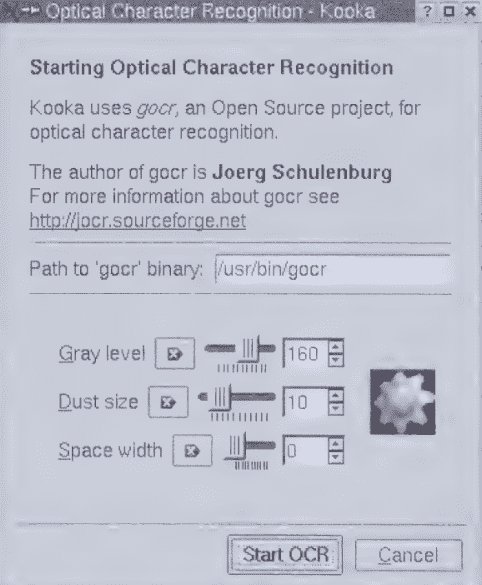 Optical Character Recognition - Kooka
Starting Optical Character Recognition
Kooka uses gocr, an Open Source project, for
optical character recognition.
The author of gocr is Joerg Schulenburg
For more information about gocr see
http://jocr.sourceforge.net
Path to 'gocr' binary: /usr/bin/gocr
Gray level 160
Dust size 10
Space width 0
Start OCR Cancel